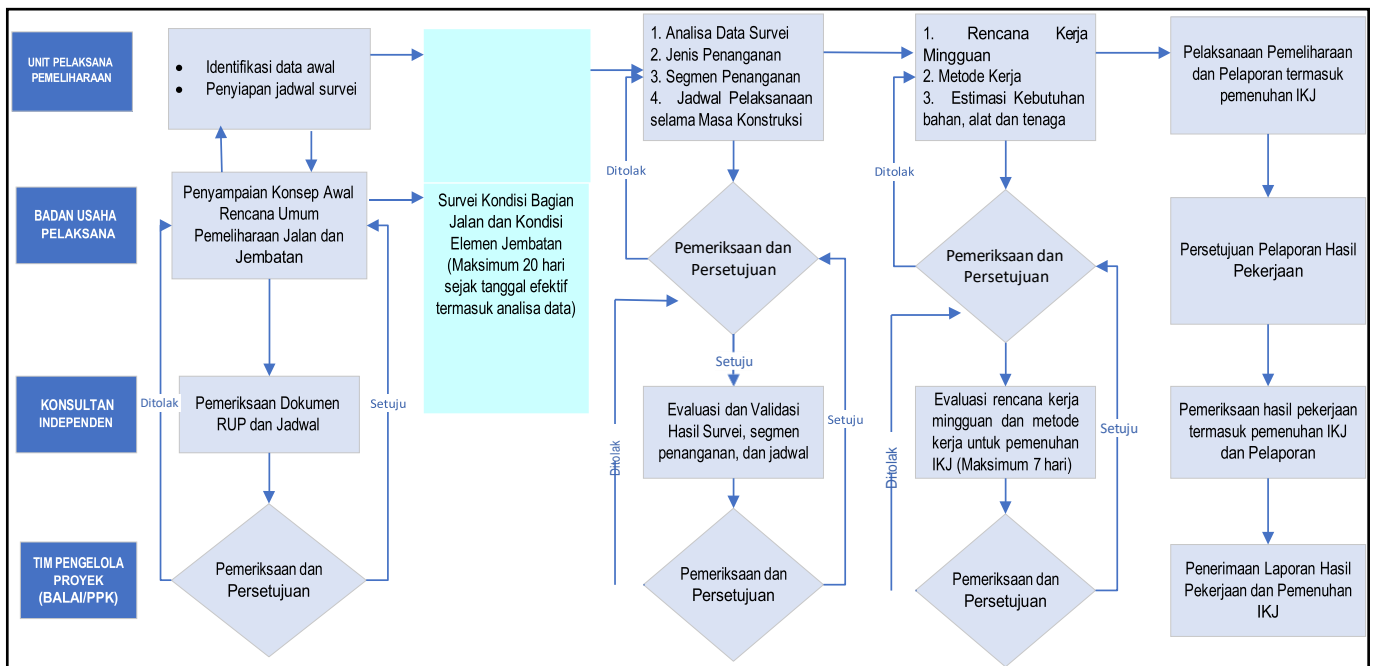 UNIT PELAKSANA
PEMELIHARAAN
• Identifikasi data awal
• Penyiapan jadwal survei
1. Analisa Data Survei
2. Jenis Penanganan
3. Segmen Penanganan
4. Jadwal Pelaksanaan
selama Masa Konstruksi
1. Rencana Kerja
Mingguan
2. Metode Kerja
3. Estimasi Kebutuhan
bahan, alat dan tenaga
Pelaksanaan Pemeliharaan
dan Pelaporan termasuk
pemenuhan IKJ
BADAN USAHA
PELAKSANA
Penyampaian Konsep Awal
Rencana Umum
Pemeliharaan Jalan dan
Jembatan
Survei Kondisi Bagian
Jalan dan Kondisi
Elemen Jembatan
(Maksimum 20 hari
sejak tanggal efektif
termasuk analisa data)
Ditolak
Pemeriksaan dan
Persetujuan
Setuju
Ditolak
Pemeriksaan dan
Persetujuan
Setuju
Persetujuan Pelaporan Hasil
Pekerjaan
KONSULTAN
INDEPENDEN
Ditolak
Pemeriksaan Dokumen
RUP dan Jadwal
Setuju
Ditolak
Evaluasi dan Validasi
Hasil Survei, segmen
penanganan, dan jadwal
Setuju
Ditolak
Evaluasi rencana kerja
mingguan dan metode
kerja untuk pemenuhan
IKJ (Maksimum 7 hari)
Setuju
Pemeriksaan hasil pekerjaan
termasuk pemenuhan IKJ
dan Pelaporan
TIM PENGELOLA
PROYEK
(BALAI/PPK)
Pemeriksaan dan
Persetujuan
Pemeriksaan dan
Persetujuan
Pemeriksaan dan
Persetujuan
Penerimaan Laporan Hasil
Pekerjaan dan Pemenuhan
IKJ